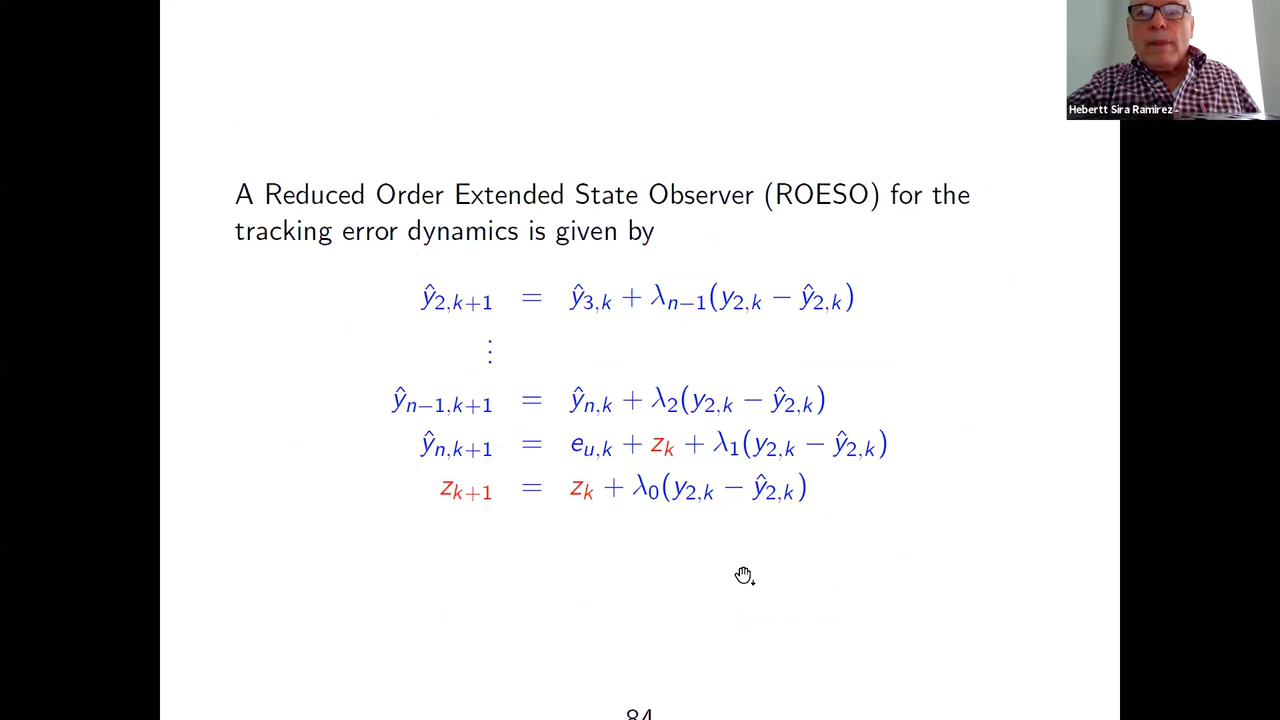 Hebertt Sira Ramirez
A Reduced Order Extended State Observer (ROESO) for the
tracking error dynamics is given by
ŷ₂,ₖ₊₁ = ŷ₃,ₖ + λₙ₋₁(y₂,ₖ − ŷ₂,ₖ)
⋮
ŷₙ₋₁,ₖ₊₁ = ŷₙ,ₖ + λ₂(y₂,ₖ − ŷ₂,ₖ)
ŷₙ,ₖ₊₁ = eᵤ,ₖ + zₖ + λ₁(y₂,ₖ − ŷ₂,ₖ)
zₖ₊₁ = zₖ + λ₀(y₂,ₖ − ŷ₂,ₖ)
84